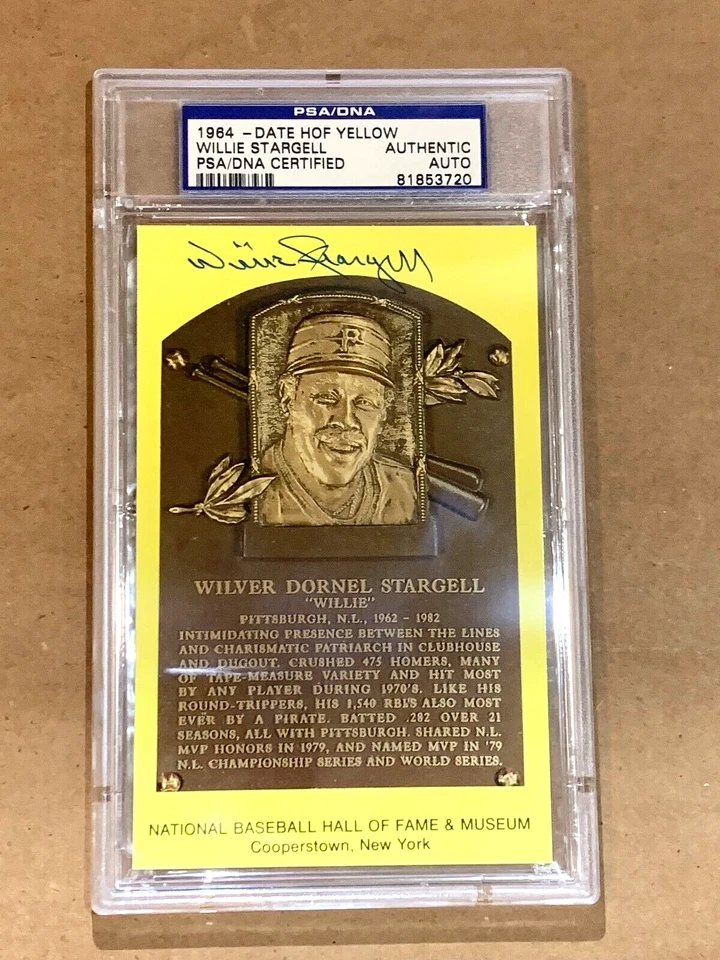 PSA/DNA
1964 - DATE HOF YELLOW
WILLIE STARGELL AUTHENTIC
PSA/DNA CERTIFIED AUTO
81853720
Willie Stargell
P
WILVER DORNEL STARGELL
"WILLIE"
PITTSBURGH, N.L., 1962 - 1982
INTIMIDATING PRESENCE BETWEEN THE LINES
AND CHARISMATIC PATRIARCH IN CLUBHOUSE
AND DUGOUT. CRUSHED 475 HOMERS, MANY
OF TAPE-MEASURE VARIETY AND HIT MOST
BY ANY PLAYER DURING 1970'S. LIKE HIS
ROUND-TRIPPERS, HIS 1,540 RBI'S ALSO MOST
EVER BY A PIRATE. BATTED .282 OVER 21
SEASONS, ALL WITH PITTSBURGH. SHARED N.L.
MVP HONORS IN 1979, AND NAMED MVP IN '79
N.L. CHAMPIONSHIP SERIES AND WORLD SERIES.
NATIONAL BASEBALL HALL OF FAME & MUSEUM
Cooperstown, New York